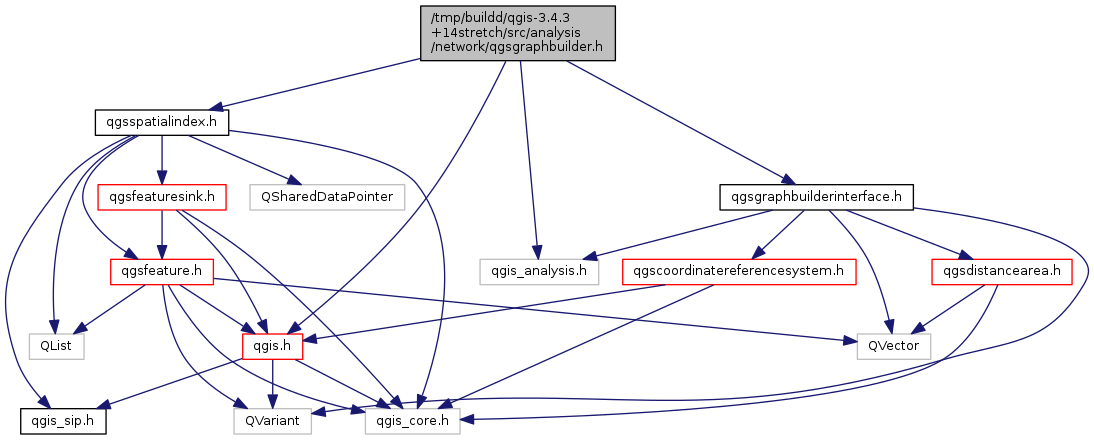 /tmp/buildd/qgis-3.4.3
+14stretch/src/analysis
/network/qgsgraphbuilder.h
qgsspatialindex.h
qgsfeaturesink.h
QSharedDataPointer
qgsgraphbuilderinterface.h
qgsfeature.h
qgis_analysis.h
qgscoordinatereferencesystem.h
qgsdistancearea.h
QList
qgis.h
QVector
qgis_sip.h
QVariant
qgis_core.h